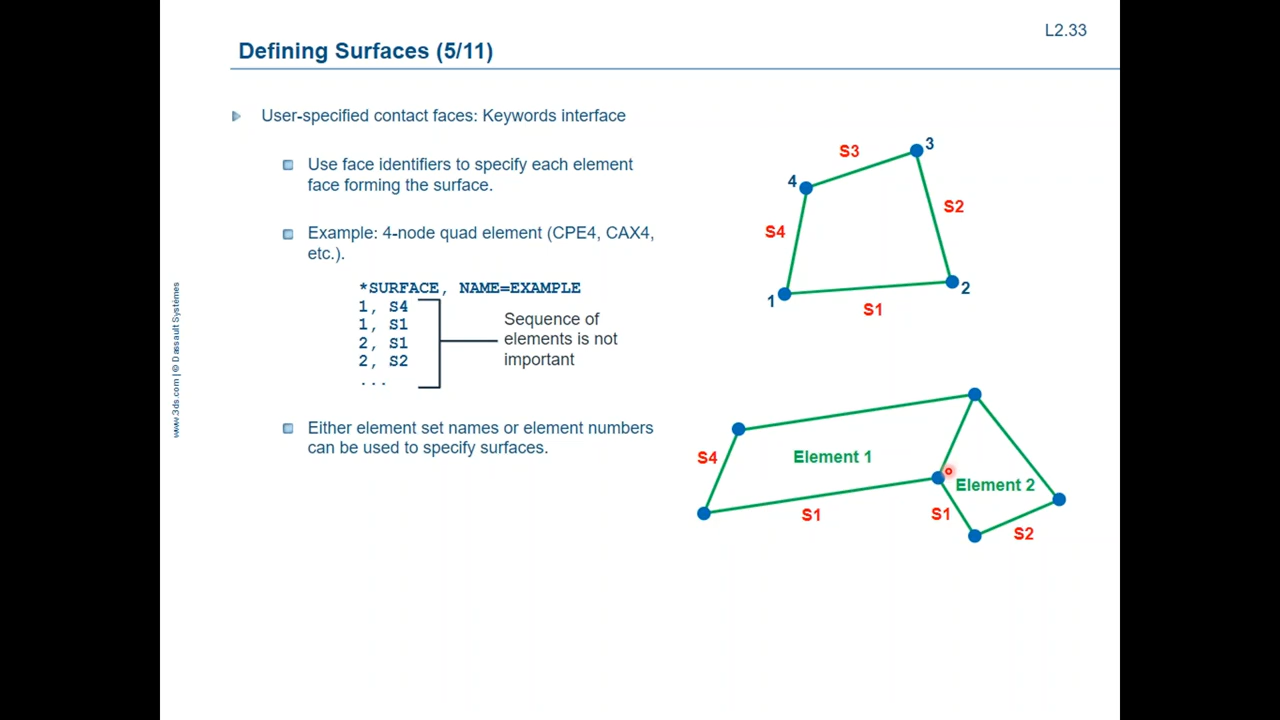 L2.33
Defining Surfaces (5/11)
User-specified contact faces: Keywords interface
Use face identifiers to specify each element
face forming the surface.
Example: 4-node quad element (CPE4, CAX4,
etc.).
*SURFACE, NAME=EXAMPLE
1, S4
1, S1
2, S1
2, S2
...
Sequence of
elements is not
important
Either element set names or element numbers
can be used to specify surfaces.
3
S3
4
S2
S4
2
1
S1
S4
Element 1
Element 2
S1
S1
S2
www.3ds.com | © Dassault Systèmes